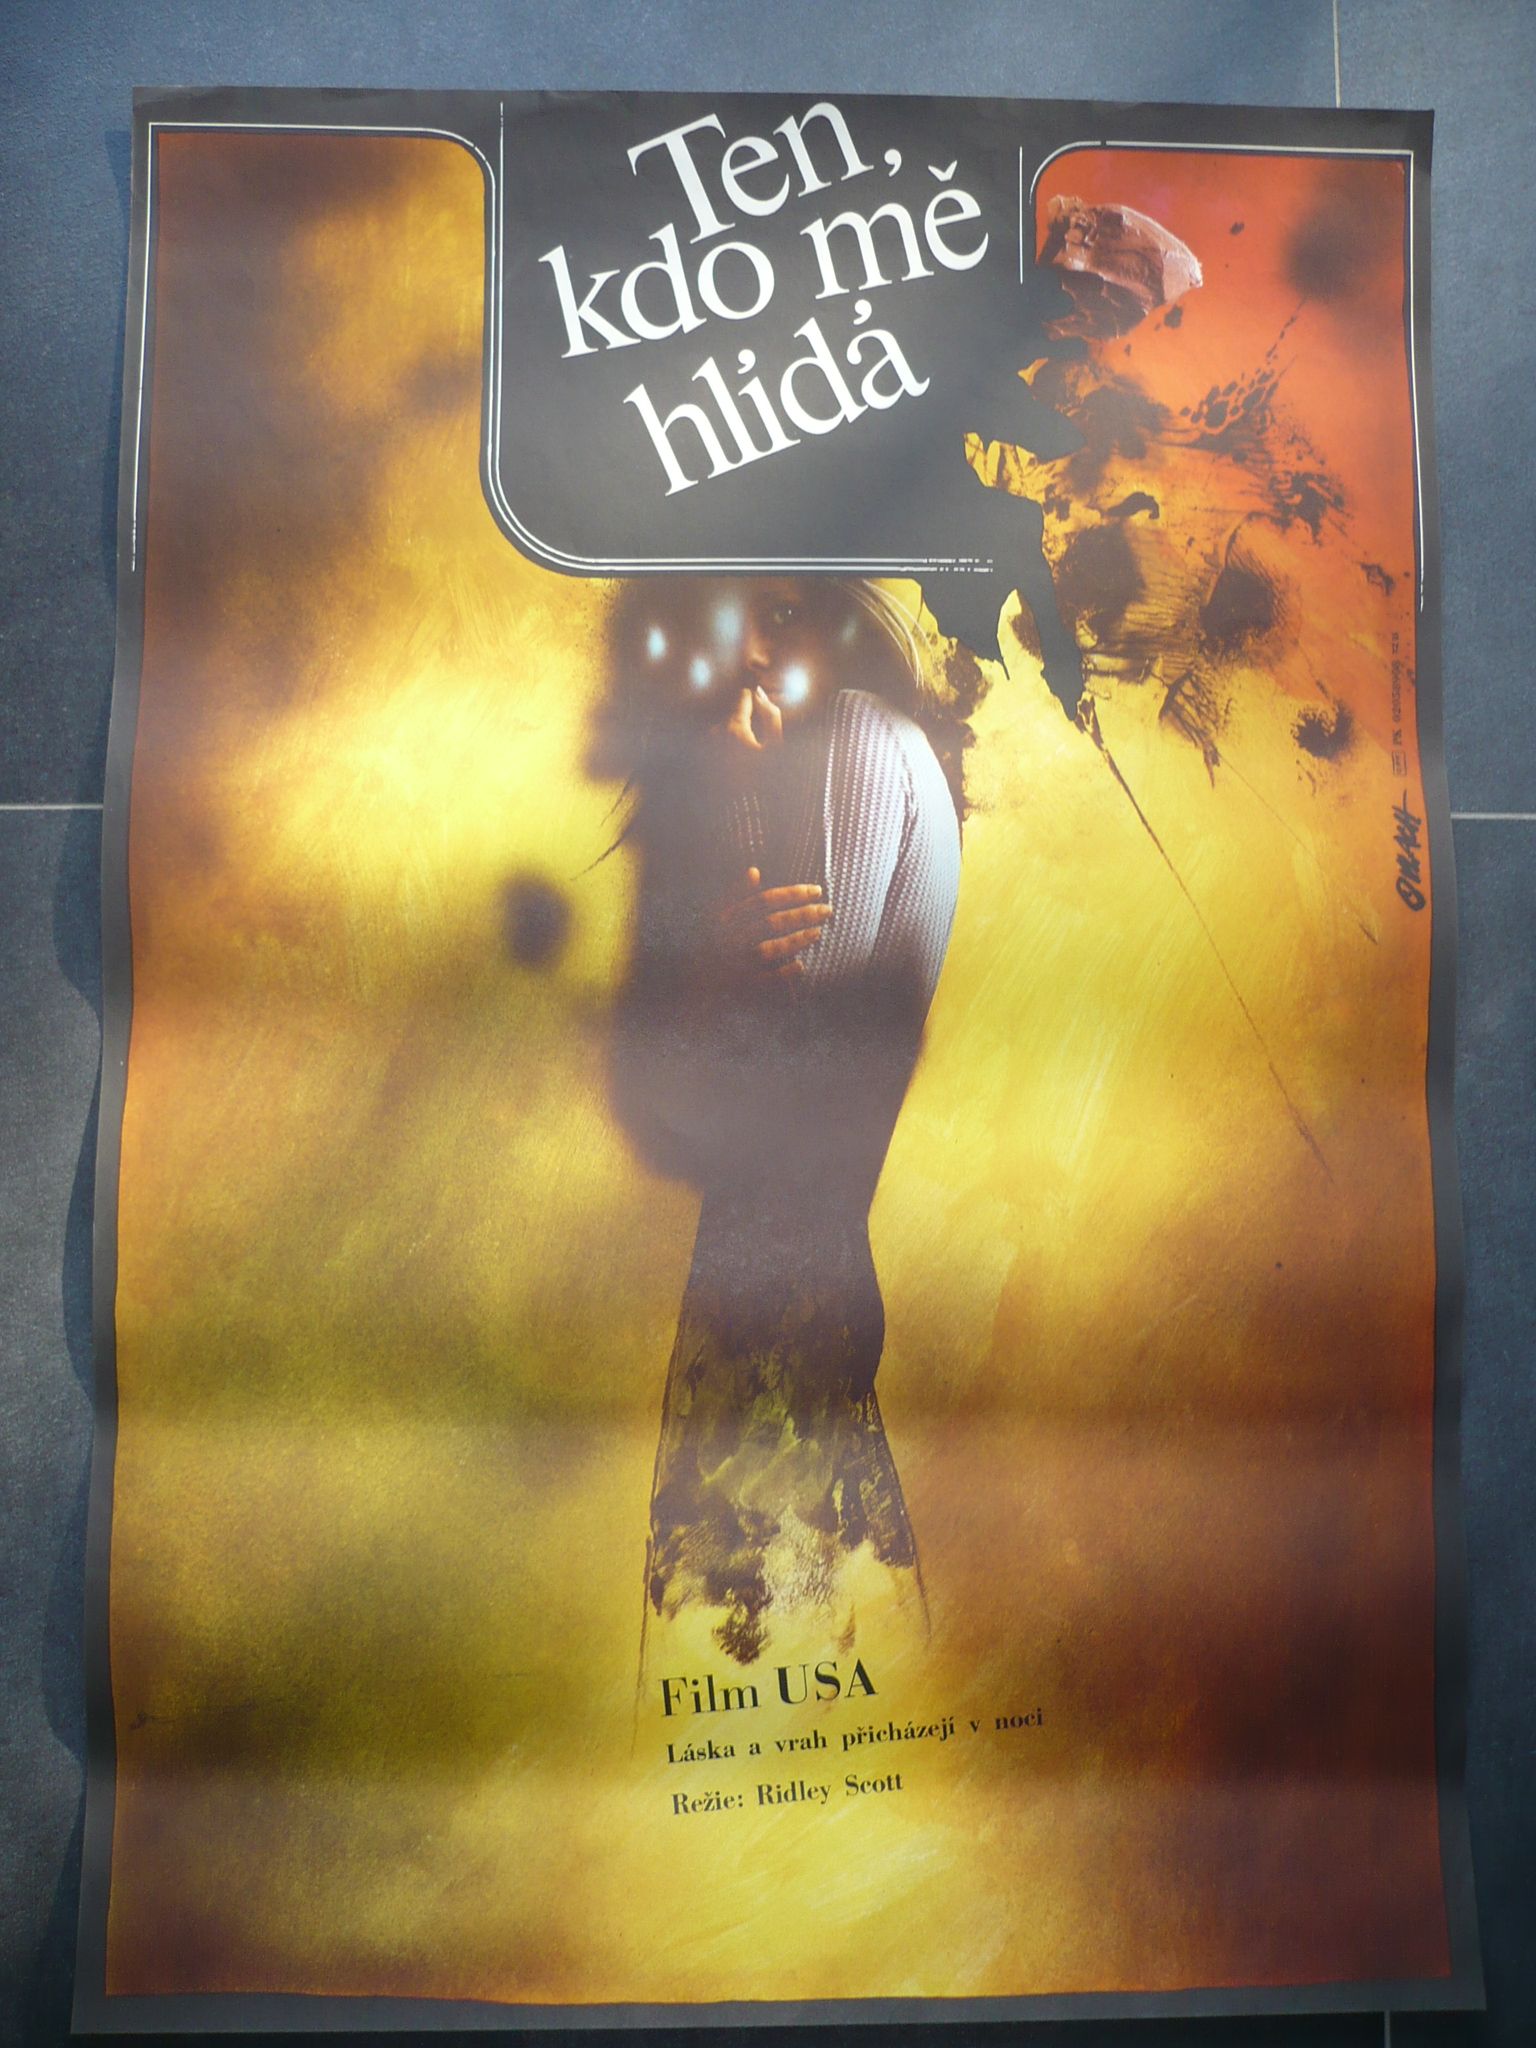 Ten,
kdo mě
hlídá
Film USA
Láska a vrah přicházejí v noci
Režie: Ridley Scott